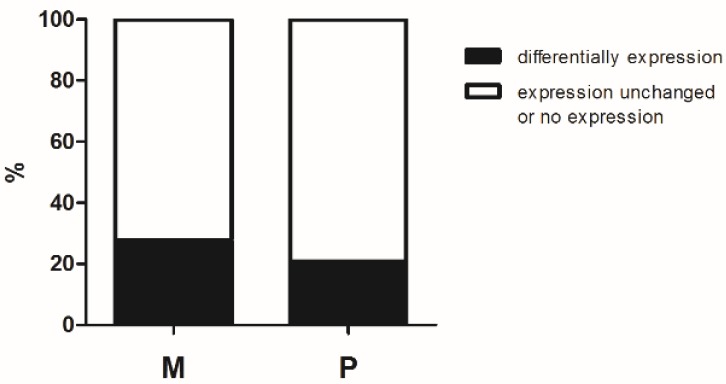 100
80
60
40
20
0
%
M
P
differentially expression
expression unchanged
or no expression